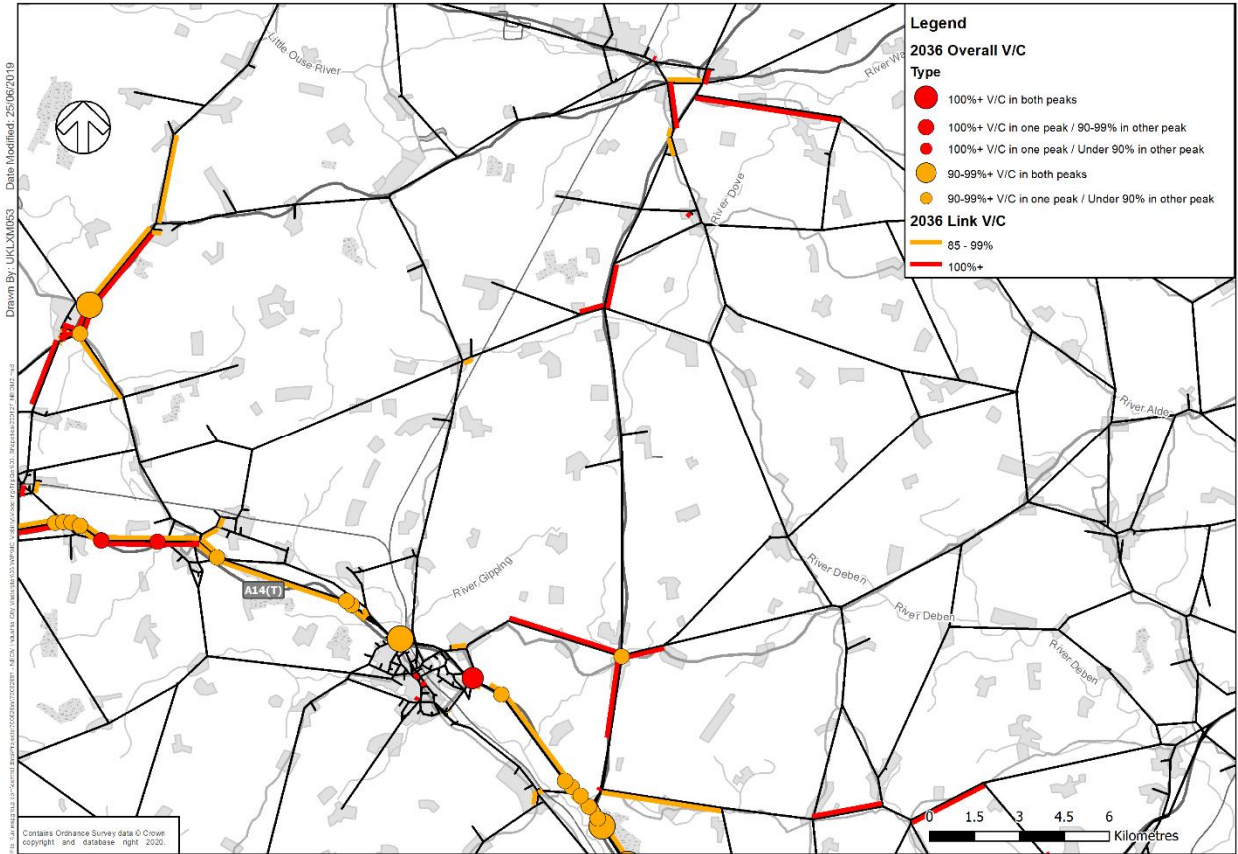 Date Modified: 25/06/2019
Drawn By: UKLXM053
Little Ouse River
River Wa
River Dove
River Alde
River Gipping
River Deben
River Deben
River Deben
A14(T)
Legend
2036 Overall V/C
Type
100%+ V/C in both peaks
100%+ V/C in one peak / 90-99% in other peak
100%+ V/C in one peak / Under 90% in other peak
90-99%+ V/C in both peaks
90-99%+ V/C in one peak / Under 90% in other peak
2036 Link V/C
85 - 99%
100%+
0 1.5 3 4.5 6
Kilometres
Contains Ordnance Survey data © Crown
copyright and database right 2020.